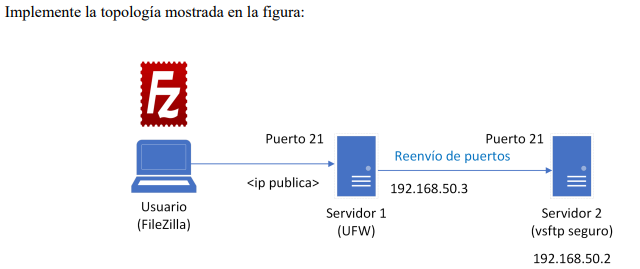 Implemente la topología mostrada en la figura:
Fz
Puerto 21
Puerto 21
Reenvío de puertos
<ip publica>
192.168.50.3
Usuario
(FileZilla)
Servidor 1
(UFW)
Servidor 2
(vsftp seguro)
192.168.50.2